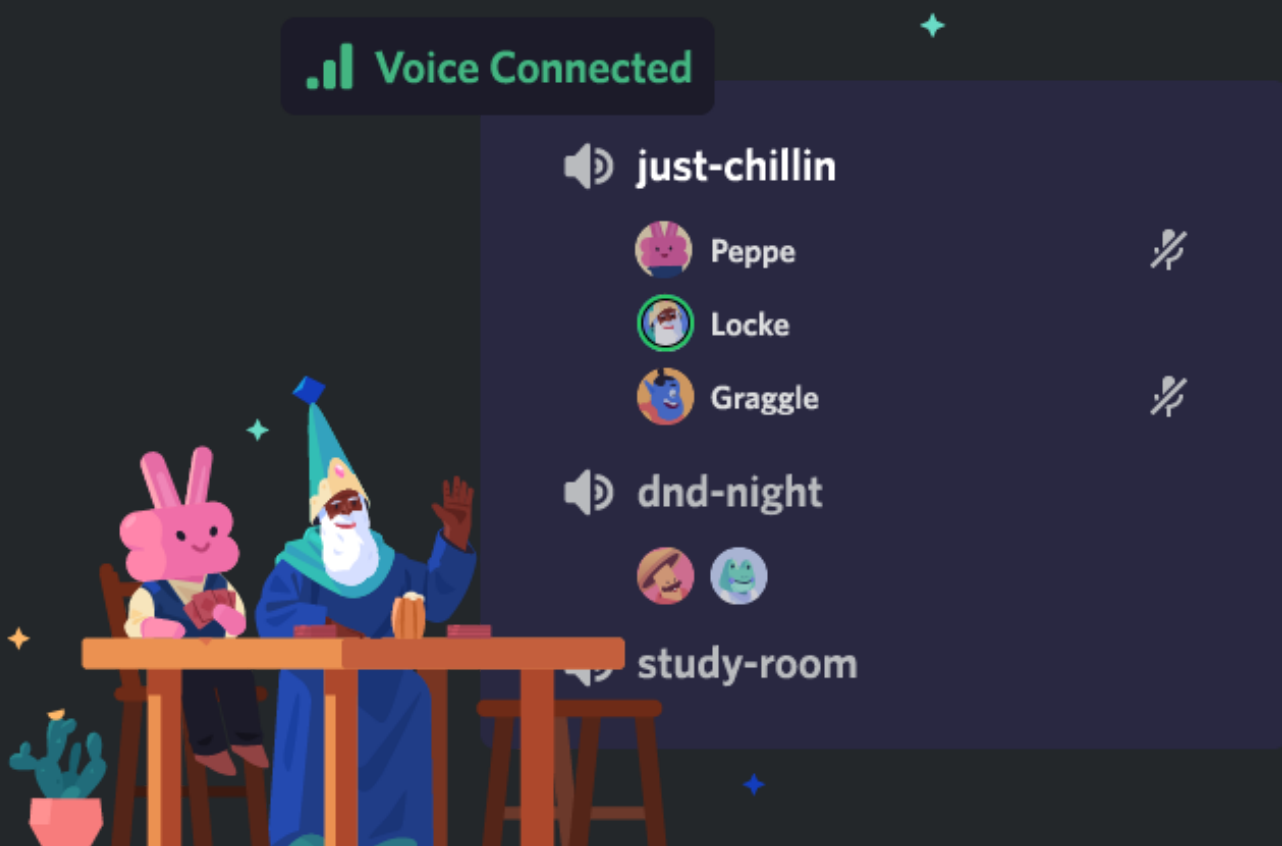 Voice Connected
just-chillin
Peppe
Locke
Graggle
dnd-night
study-room